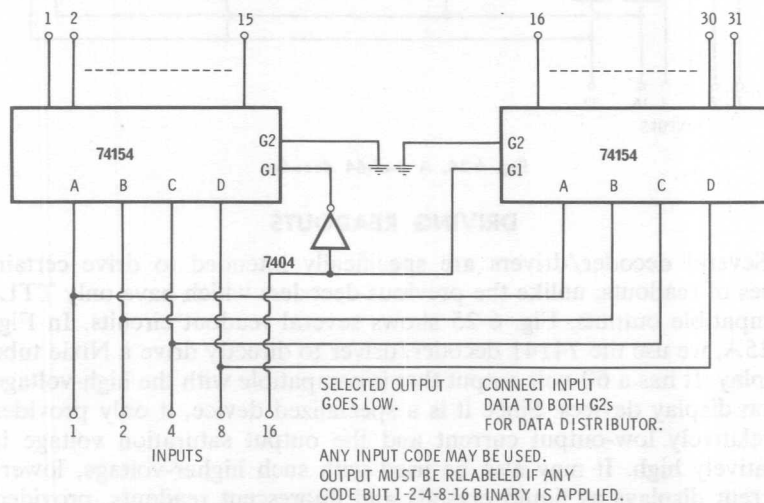 1 2 15 16 30 31
74154 G2 G2 74154
A B C D G1 G1 A B C D
7404
SELECTED OUTPUT GOES LOW.
CONNECT INPUT DATA TO BOTH G2s FOR DATA DISTRIBUTOR.
1 2 4 8 16
INPUTS
ANY INPUT CODE MAY BE USED.
OUTPUT MUST BE RELABELED IF ANY
CODE BUT 1-2-4-8-16 BINARY IS APPLIED.